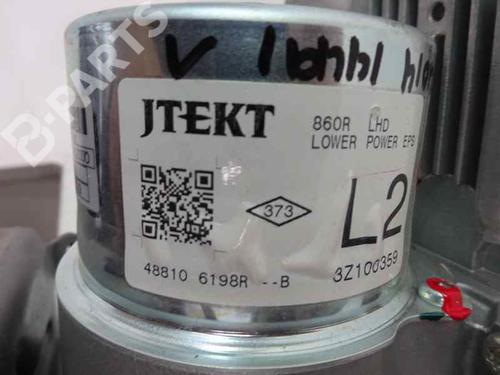 B-PARTS
JTEKT
860R LHD
LOWER POWER EPS
373
L2
48810 6198R --B
3Z100359